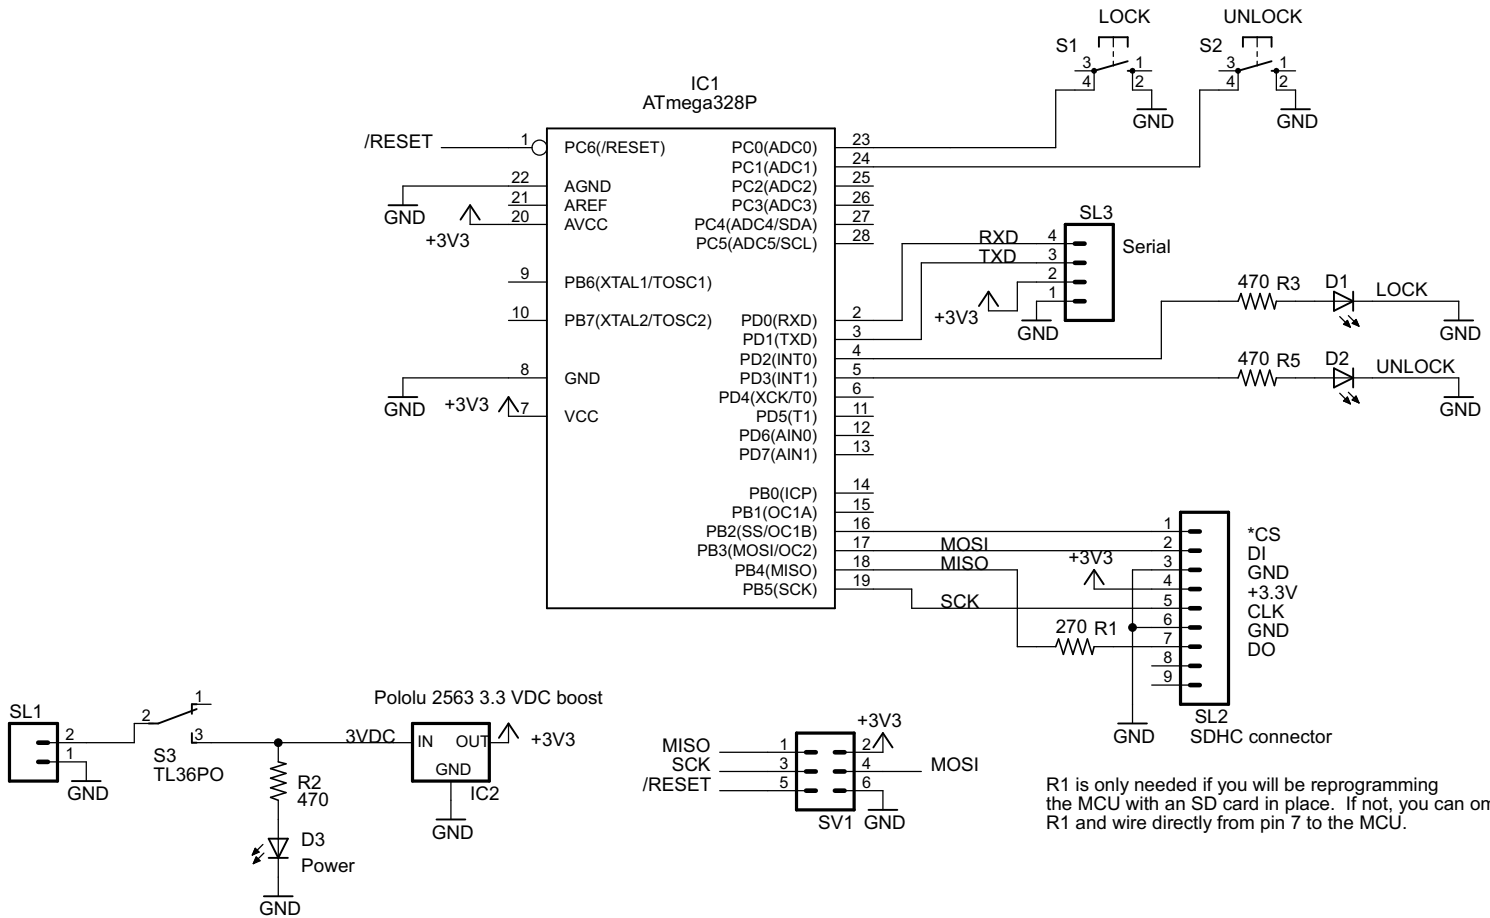 LOCK
UNLOCK
S1
3
1
4
2
GND
S2
3
1
4
2
GND
IC1
ATmega328P
/RESET
1
PC6(/RESET)
22
AGND
GND
21
AREF
20
AVCC
+3V3
9
PB6(XTAL1/TOSC1)
10
PB7(XTAL2/TOSC2)
8
GND
GND
+3V3
7
VCC
PC0(ADC0)
23
PC1(ADC1)
24
PC2(ADC2)
25
PC3(ADC3)
26
PC4(ADC4/SDA)
27
PC5(ADC5/SCL)
28
PD0(RXD)
2
PD1(TXD)
3
PD2(INT0)
4
PD3(INT1)
5
PD4(XCK/T0)
6
PD5(T1)
11
PD6(AIN0)
12
PD7(AIN1)
13
PB0(ICP)
14
PB1(OC1A)
15
PB2(SS/OC1B)
16
PB3(MOSI/OC2)
17
PB4(MISO)
18
PB5(SCK)
19
SL3
Serial
RXD
4
TXD
3
2
1
+3V3
GND
470 R3
D1
LOCK
GND
470 R5
D2
UNLOCK
GND
MOSI
MISO
SCK
+3V3
270 R1
1
2
3
4
5
6
7
8
9
*CS
DI
GND
+3.3V
CLK
GND
DO
GND
SL2
SDHC connector
SL1
2
1
GND
2
1
3
S3
TL36PO
R2
470
D3
Power
GND
3VDC
Pololu 2563 3.3 VDC boost
IN
OUT
GND
IC2
+3V3
GND
MISO
1
SCK
3
/RESET
5
2
+3V3
4
MOSI
6
SV1
GND
R1 is only needed if you will be reprogramming
the MCU with an SD card in place. If not, you can
R1 and wire directly from pin 7 to the MCU.